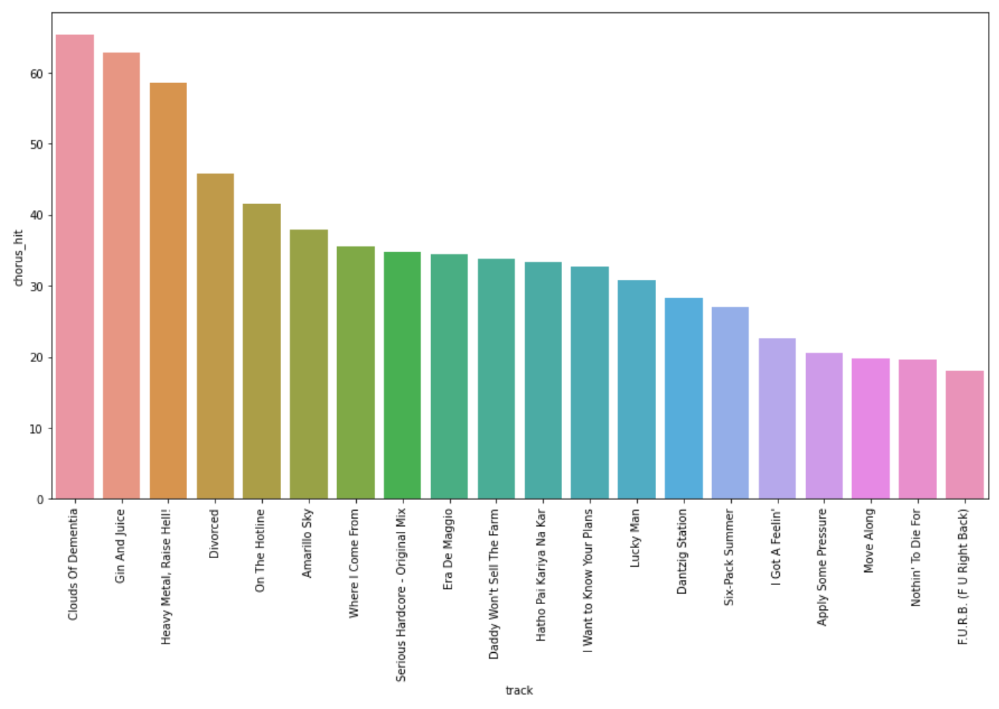 60
50
40
30
20
10
0
chorus_hit
Clouds Of Dementia
Gin And Juice
Heavy Metal, Raise Hell!
Divorced
On The Hotline
Amarillo Sky
Where I Come From
Serious Hardcore - Original Mix
Era De Maggio
Daddy Won't Sell The Farm
Hatho Pai Kariya Na Kar
I Want to Know Your Plans
Lucky Man
Dantzig Station
Six-Pack Summer
I Got A Feelin'
Apply Some Pressure
Move Along
Nothin' To Die For
F.U.R.B. (F U Right Back)
track